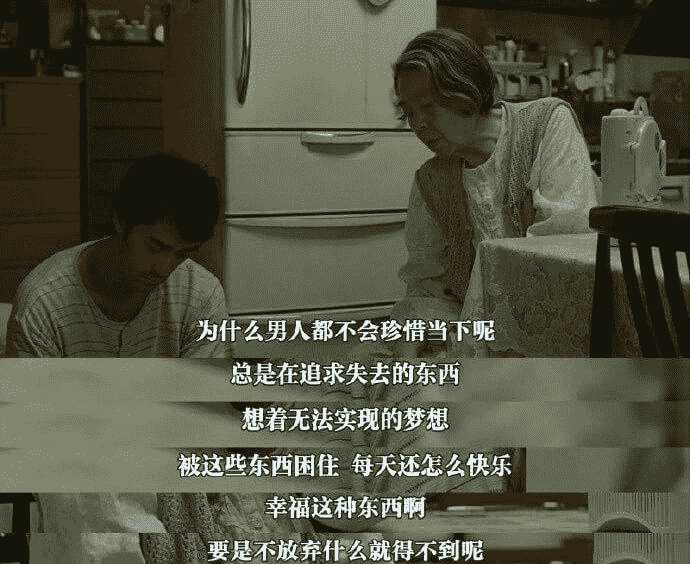 为什么男人都不会珍惜当下呢
总是在追求失去的东西
想着无法实现的梦想
被这些东西困住 每天还怎么快乐
幸福这种东西啊
要是不放弃什么就得不到呢